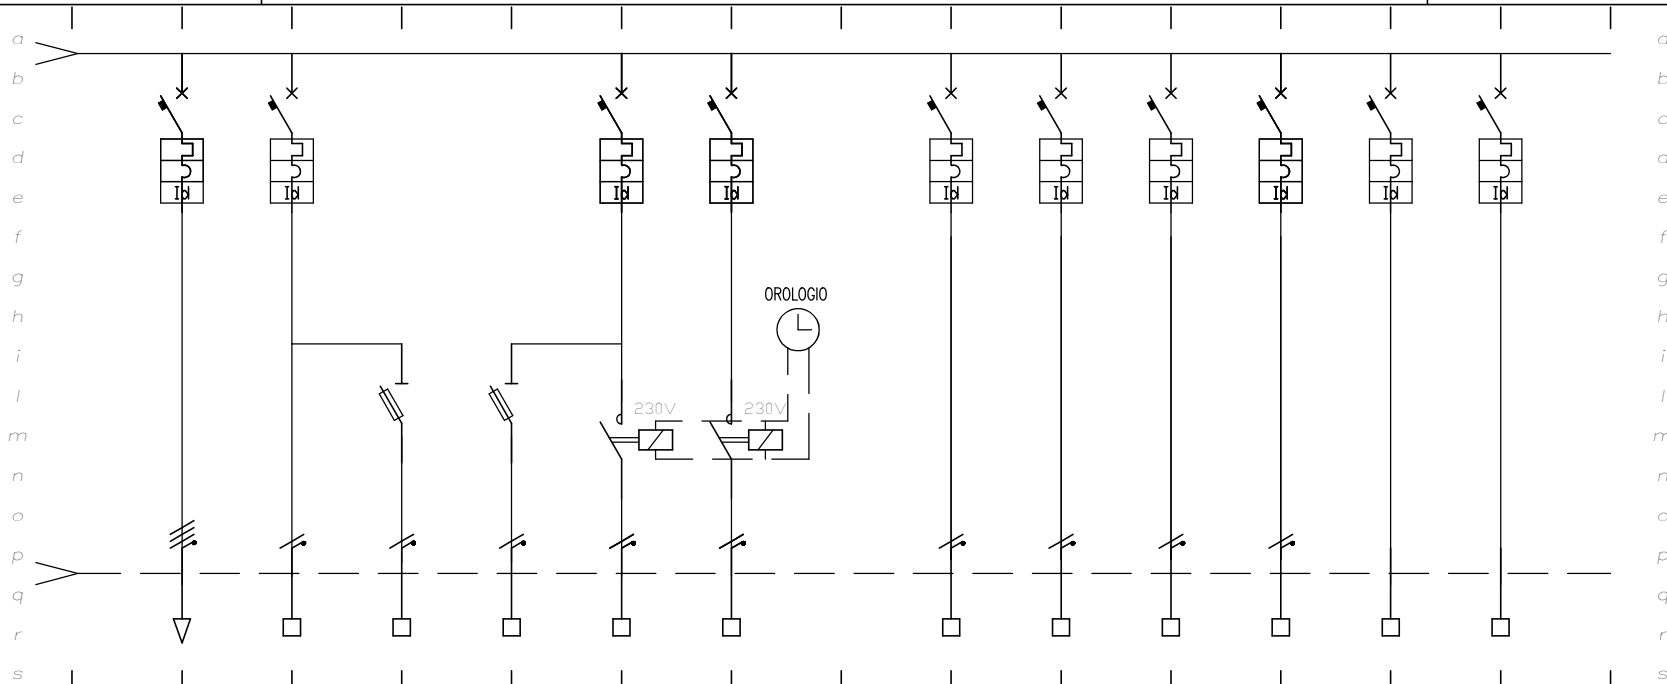 a a
b b
c c
d d
Id Id Id Id Id Id Id Id Id Id
e e
f f
g g
OROLOGIO
h h
i i
l l
230V 230V
m m
n n
o o
p p
q q
r r
s s